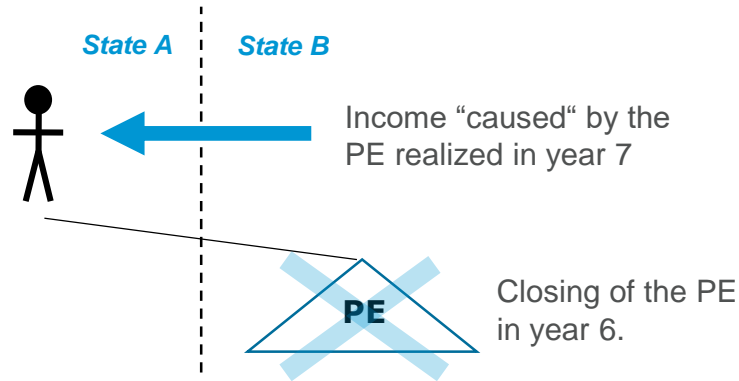 State A
State B
Income “caused“ by the
PE realized in year 7
PE
Closing of the PE
in year 6.